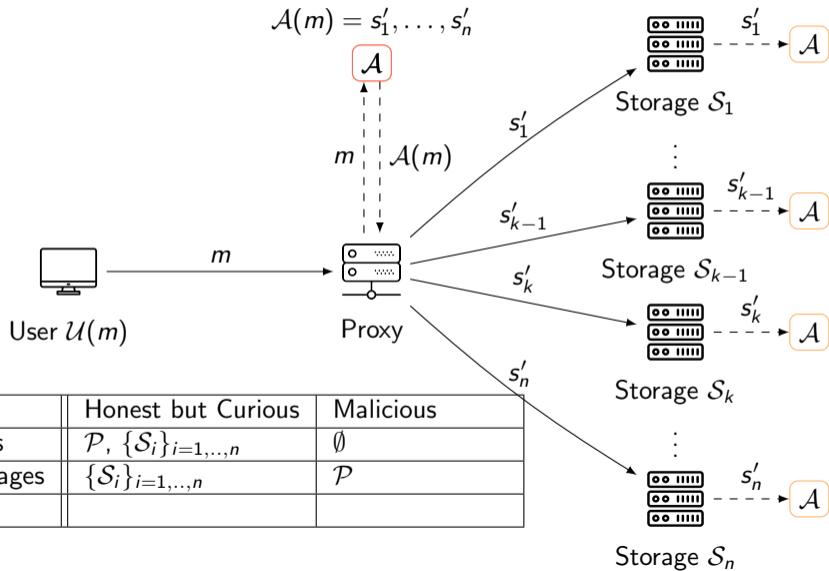 𝒜(m) = s′₁, . . . , s′ₙ
𝒜
m
𝒜(m)
m
User 𝒰(m)
Proxy
s′₁
s′ₖ₋₁
s′ₖ
s′ₙ
s′₁
𝒜
Storage 𝒮₁
⋮
s′ₖ₋₁
𝒜
Storage 𝒮ₖ₋₁
s′ₖ
𝒜
Storage 𝒮ₖ
⋮
s′ₙ
𝒜
Storage 𝒮ₙ
Honest but Curious Malicious
s 𝒫, {𝒮ᵢ}ᵢ₌₁,..,ₙ ∅
ages {𝒮ᵢ}ᵢ₌₁,..,ₙ 𝒫